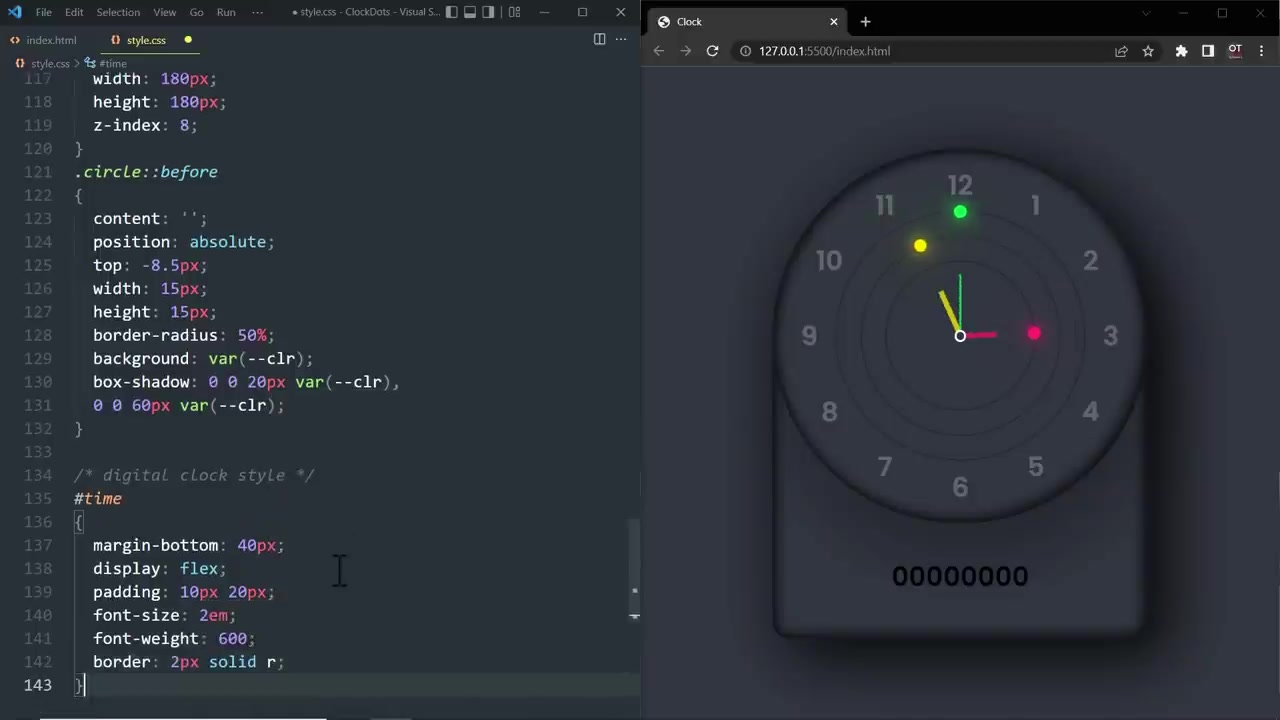 File Edit Selection View Go Run ··· ● style.css - ClockDots - Visual S...
index.html style.css
style.css > #time
117 width: 180px;
118 height: 180px;
119 z-index: 8;
120 }
121 .circle::before
122 {
123 content: '';
124 position: absolute;
125 top: -8.5px;
126 width: 15px;
127 height: 15px;
128 border-radius: 50%;
129 background: var(--clr);
130 box-shadow: 0 0 20px var(--clr),
131 0 0 60px var(--clr);
132 }
133
134 /* digital clock style */
135 #time
136 {
137 margin-bottom: 40px;
138 display: flex;
139 padding: 10px 20px;
140 font-size: 2em;
141 font-weight: 600;
142 border: 2px solid r;
143 }
Clock
127.0.0.1:5500/index.html
OT
12
11 1
10 2
9 3
8 4
7 5
6
00000000